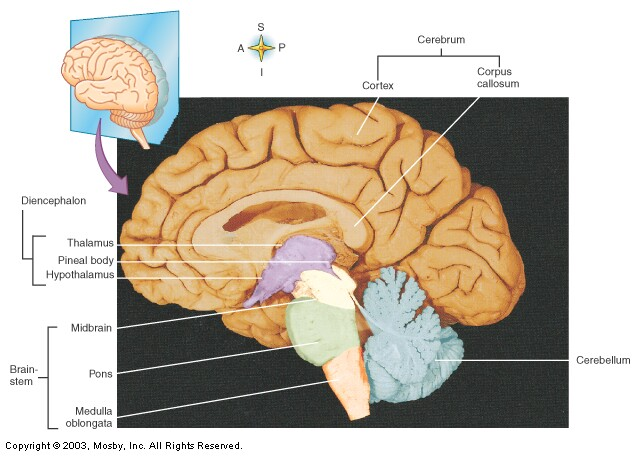 S
A
P
I
Cerebrum
Cortex
Corpus
callosum
Diencephalon
Thalamus
Pineal body
Hypothalamus
Midbrain
Brain-
stem
Pons
Medulla
oblongata
Cerebellum
Copyright © 2003, Mosby, Inc. All Rights Reserved.